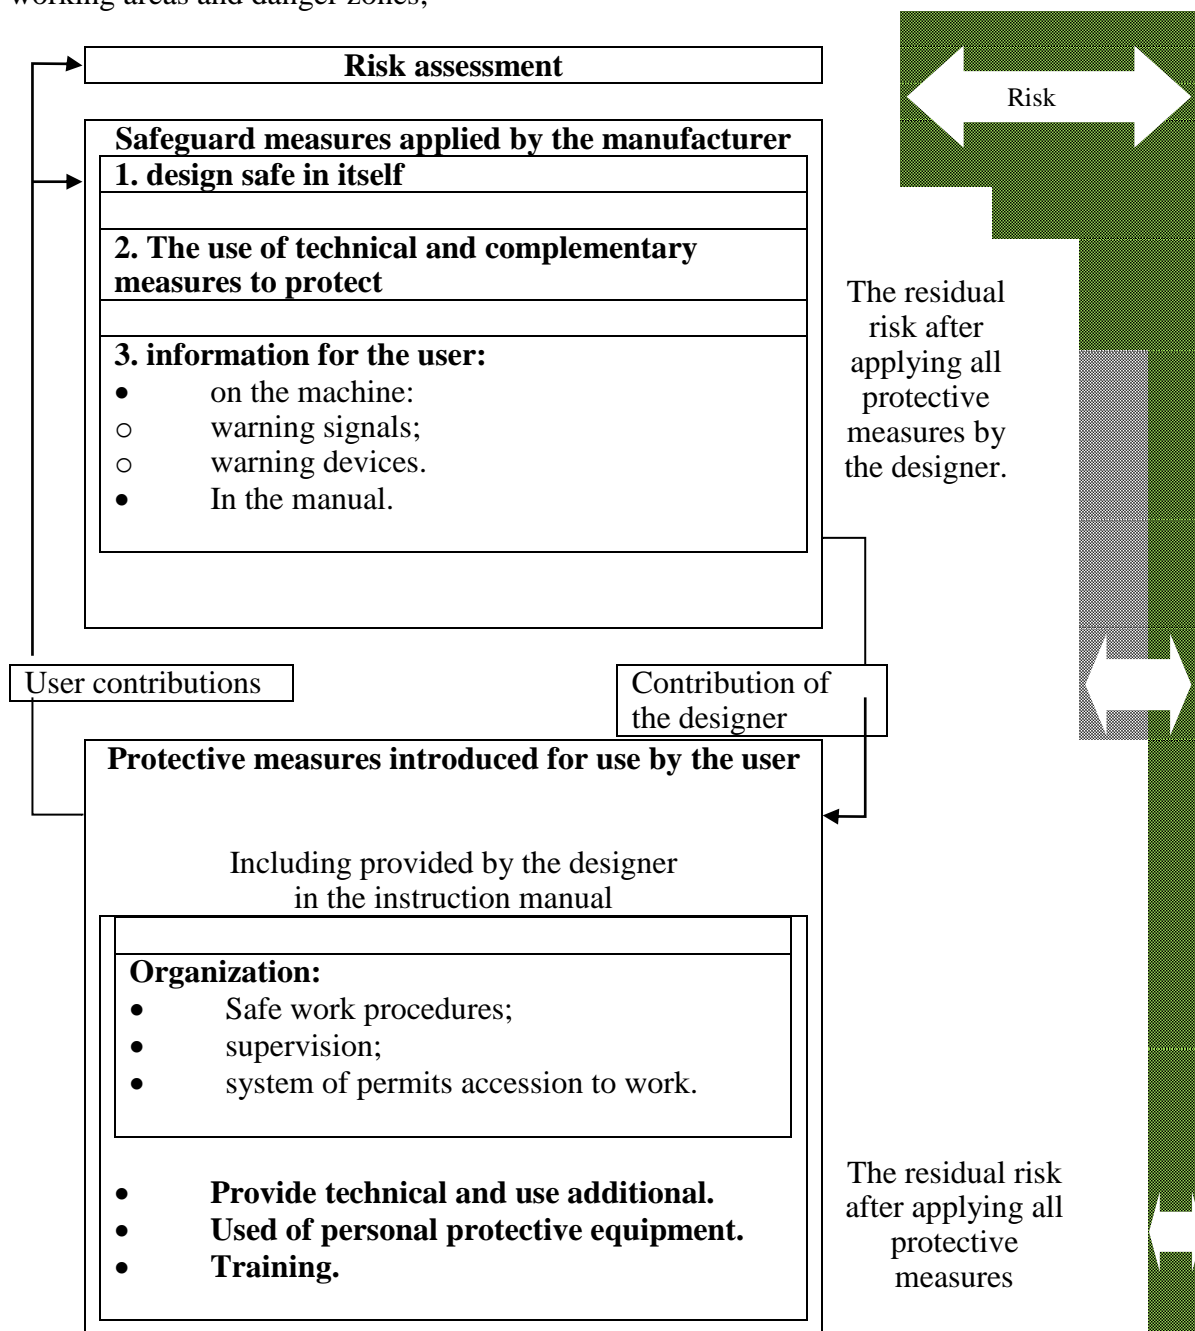 working areas and danger zones;
Risk assessment
Risk
Safeguard measures applied by the manufacturer
1. design safe in itself
2. The use of technical and complementary
measures to protect
3. information for the user:
• on the machine:
o warning signals;
o warning devices.
• In the manual.
The residual
risk after
applying all
protective
measures by
the designer.
User contributions
Contribution of
the designer
Protective measures introduced for use by the user
Including provided by the designer
in the instruction manual
Organization:
• Safe work procedures;
• supervision;
• system of permits accession to work.
• Provide technical and use additional.
• Used of personal protective equipment.
• Training.
The residual risk
after applying all
protective
measures